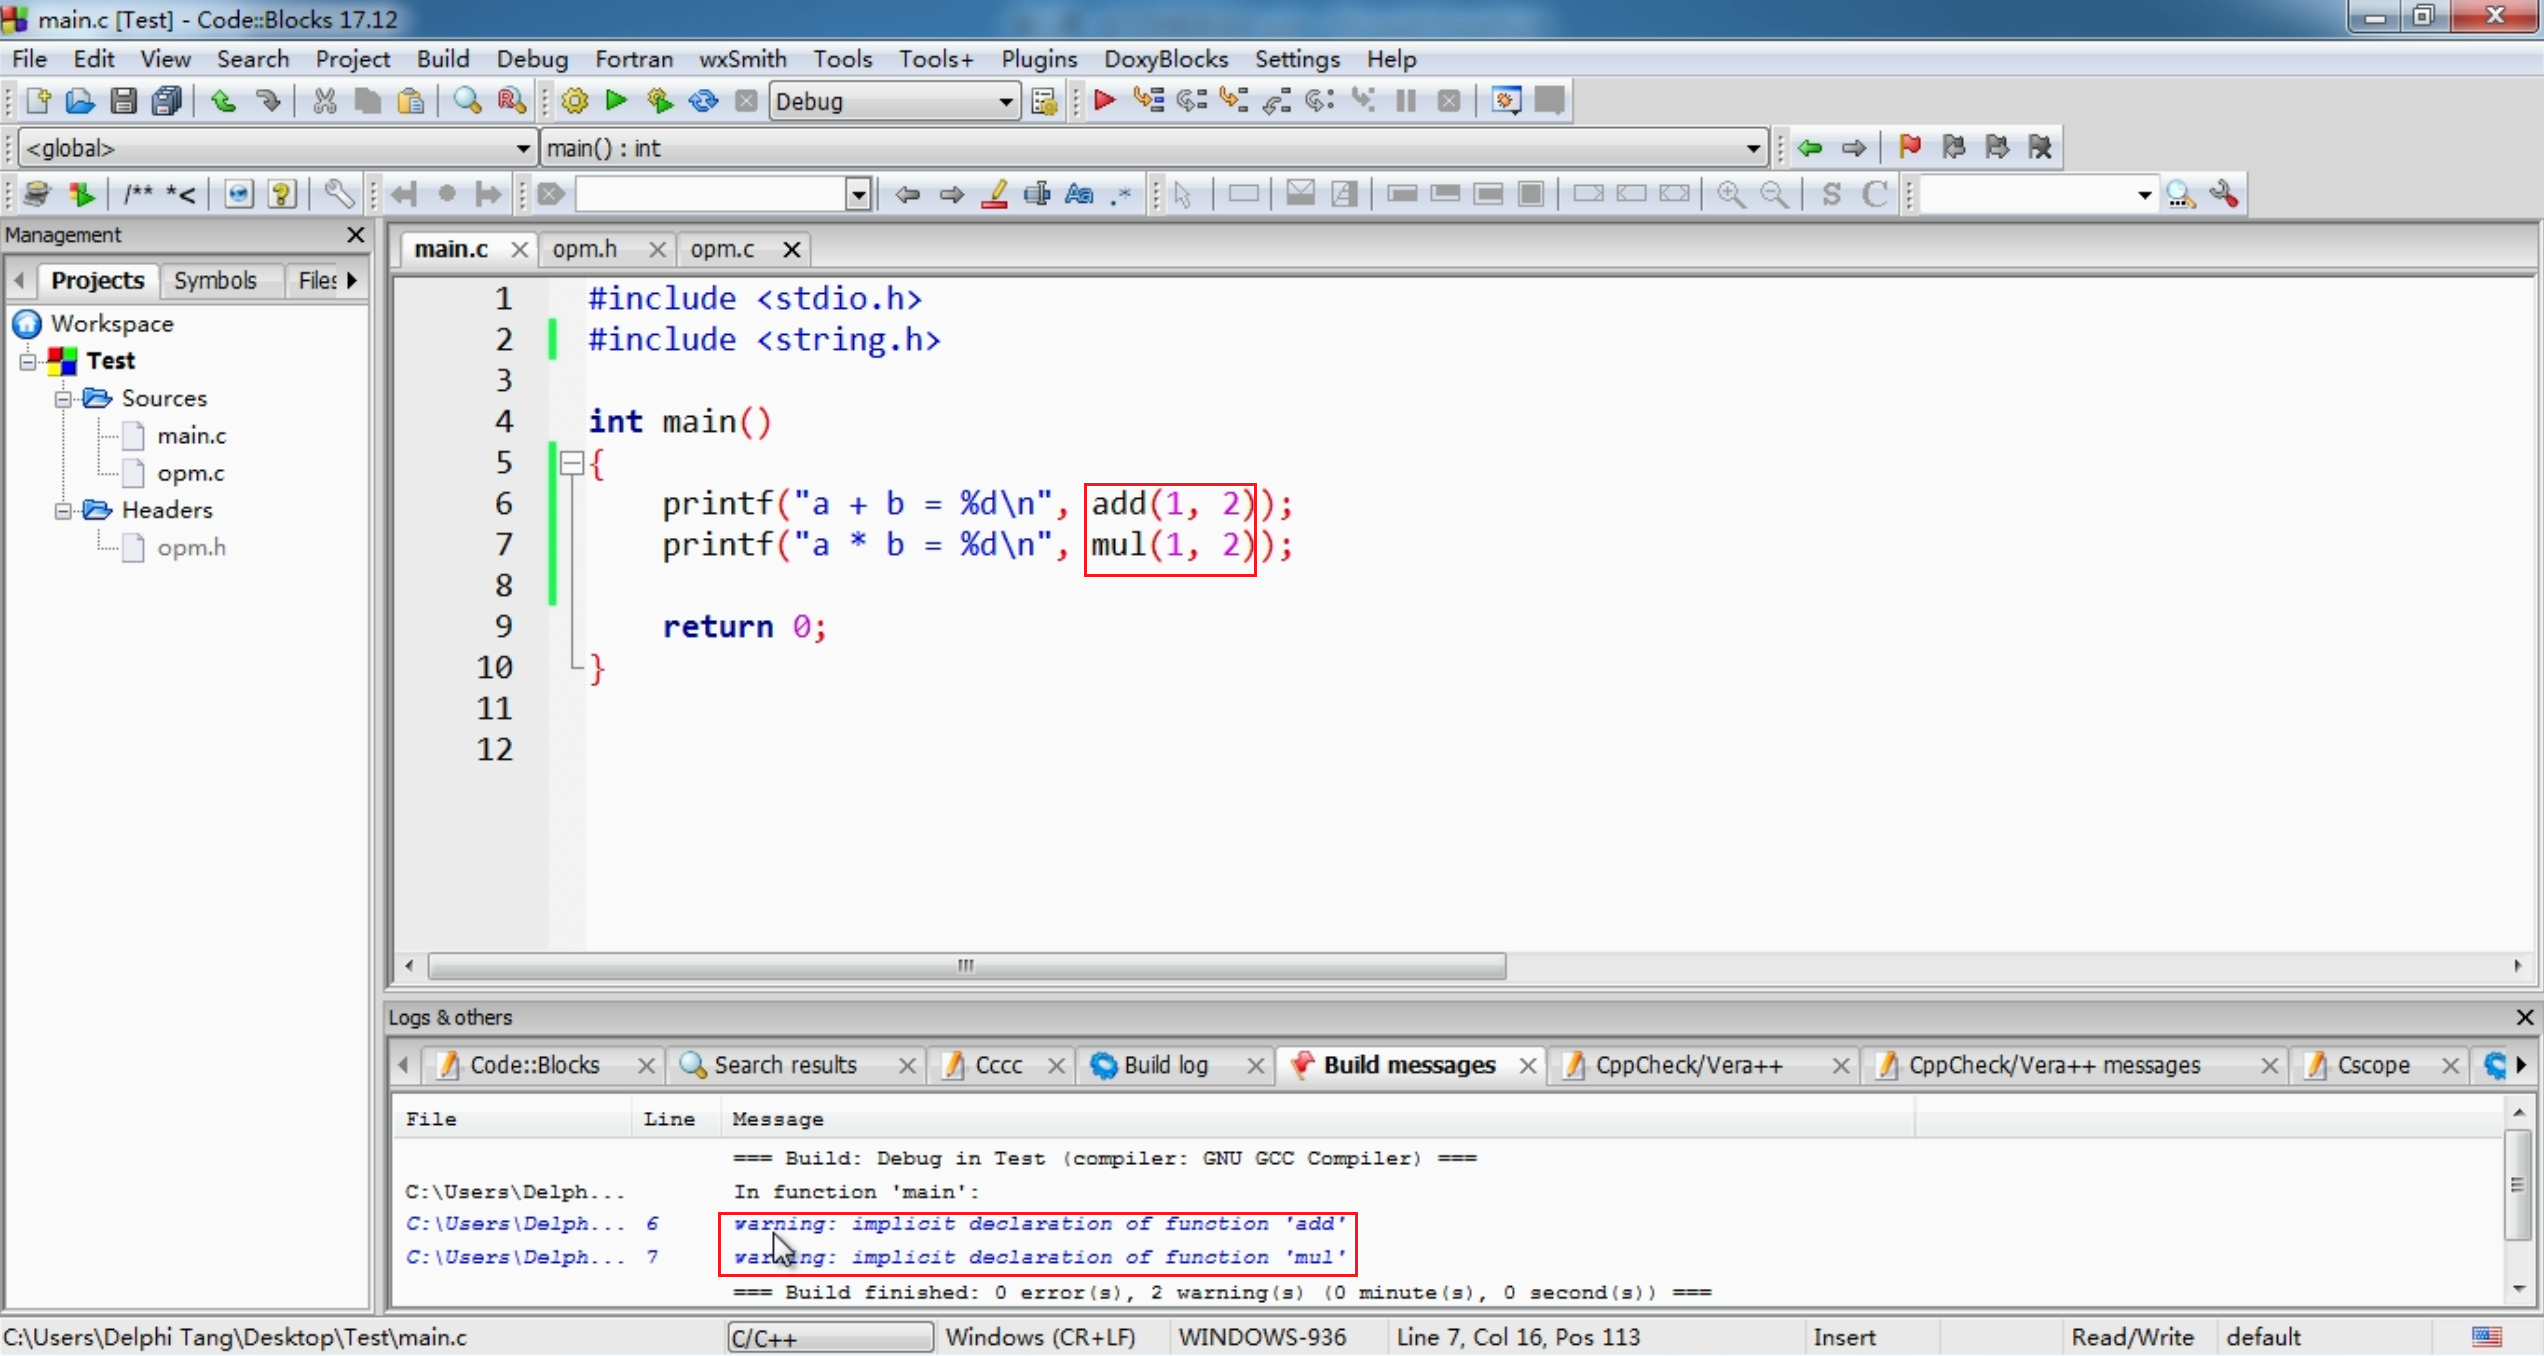 main.c [Test] - Code::Blocks 17.12
File Edit View Search Project Build Debug Fortran wxSmith Tools Tools+ Plugins DoxyBlocks Settings Help
Debug
<global> main() : int
/** *< Aa .* S C
Management
Projects Symbols Files
Workspace
Test
Sources
main.c
opm.c
Headers
opm.h
main.c opm.h opm.c
1 #include <stdio.h>
2 #include <string.h>
3
4 int main()
5 {
6 printf("a + b = %d\n", add(1, 2));
7 printf("a * b = %d\n", mul(1, 2));
8
9 return 0;
10 }
11
12
Logs & others
Code::Blocks Search results Cccc Build log Build messages CppCheck/Vera++ CppCheck/Vera++ messages Cscope
File Line Message
=== Build: Debug in Test (compiler: GNU GCC Compiler) ===
C:\Users\Delph... In function 'main':
C:\Users\Delph... 6 warning: implicit declaration of function 'add'
C:\Users\Delph... 7 warning: implicit declaration of function 'mul'
=== Build finished: 0 error(s), 2 warning(s) (0 minute(s), 0 second(s)) ===
C:\Users\Delphi Tang\Desktop\Test\main.c C/C++ Windows (CR+LF) WINDOWS-936 Line 7, Col 16, Pos 113 Insert Read/Write default